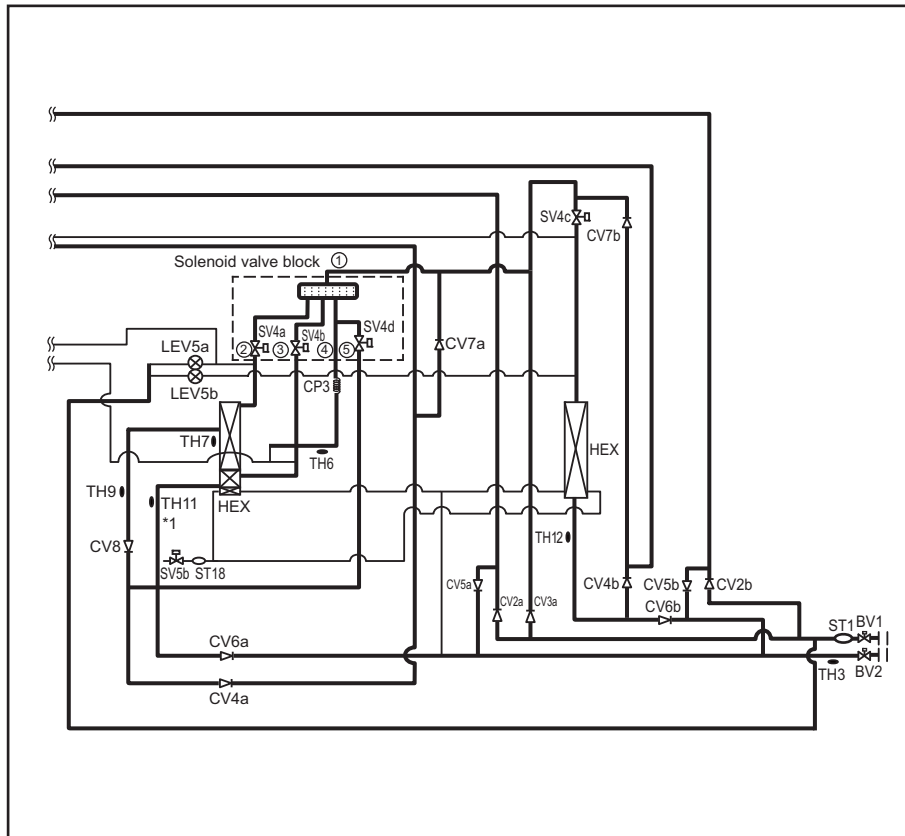 SV4c
CV7b
Solenoid valve block ①
SV4a
SV4b
SV4d
② ③ ④ ⑤
CV7a
LEV5a
LEV5b
CP3
TH7
HEX
TH6
TH9
TH11
*1
HEX
TH12
CV8
SV5b
ST18
CV5a
CV2a
CV3a
CV4b
CV5b
CV2b
CV6b
ST1
BV1
CV6a
TH3
BV2
CV4a